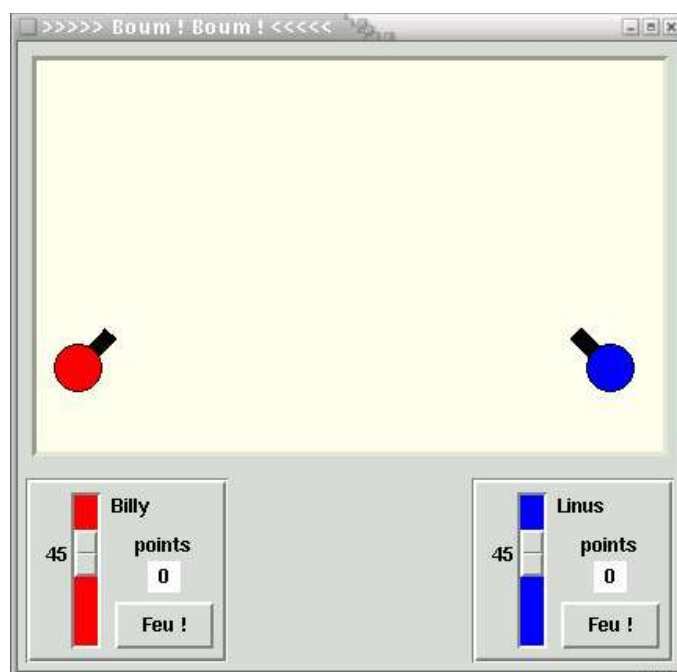 >>>>> Boum ! Boum ! <<<<<
Billy
45
points
0
Feu !
Linus
45
points
0
Feu !